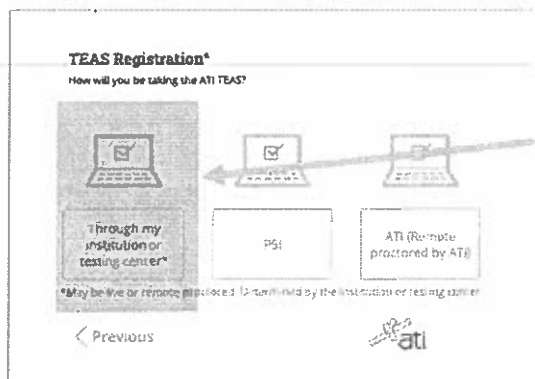 TEAS Registration*
How will you be taking the ATI TEAS?
Through my
institution or
testing center*
PSI
ATI (Remote
proctored by ATI)
*May be live or remote proctored. Determined by the institution or testing center
< Previous
ati